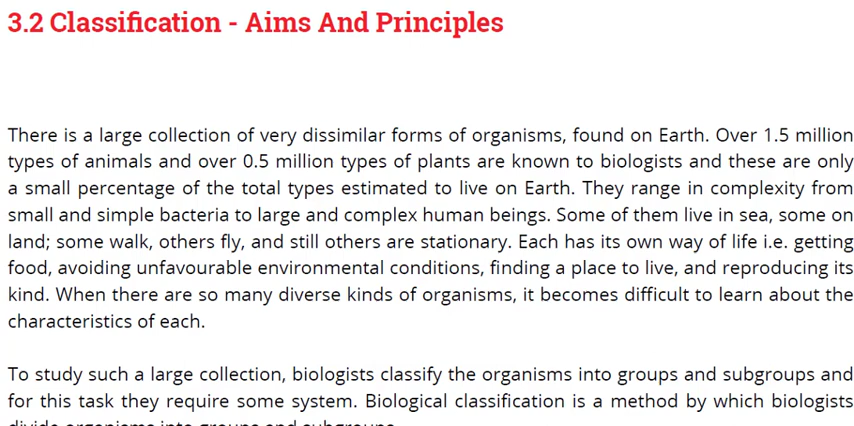 3.2 Classification - Aims And Principles
There is a large collection of very dissimilar forms of organisms, found on Earth. Over 1.5 million
types of animals and over 0.5 million types of plants are known to biologists and these are only
a small percentage of the total types estimated to live on Earth. They range in complexity from
small and simple bacteria to large and complex human beings. Some of them live in sea, some on
land; some walk, others fly, and still others are stationary. Each has its own way of life i.e. getting
food, avoiding unfavourable environmental conditions, finding a place to live, and reproducing its
kind. When there are so many diverse kinds of organisms, it becomes difficult to learn about the
characteristics of each.
To study such a large collection, biologists classify the organisms into groups and subgroups and
for this task they require some system. Biological classification is a method by which biologists
divide organisms into groups and subgroups.